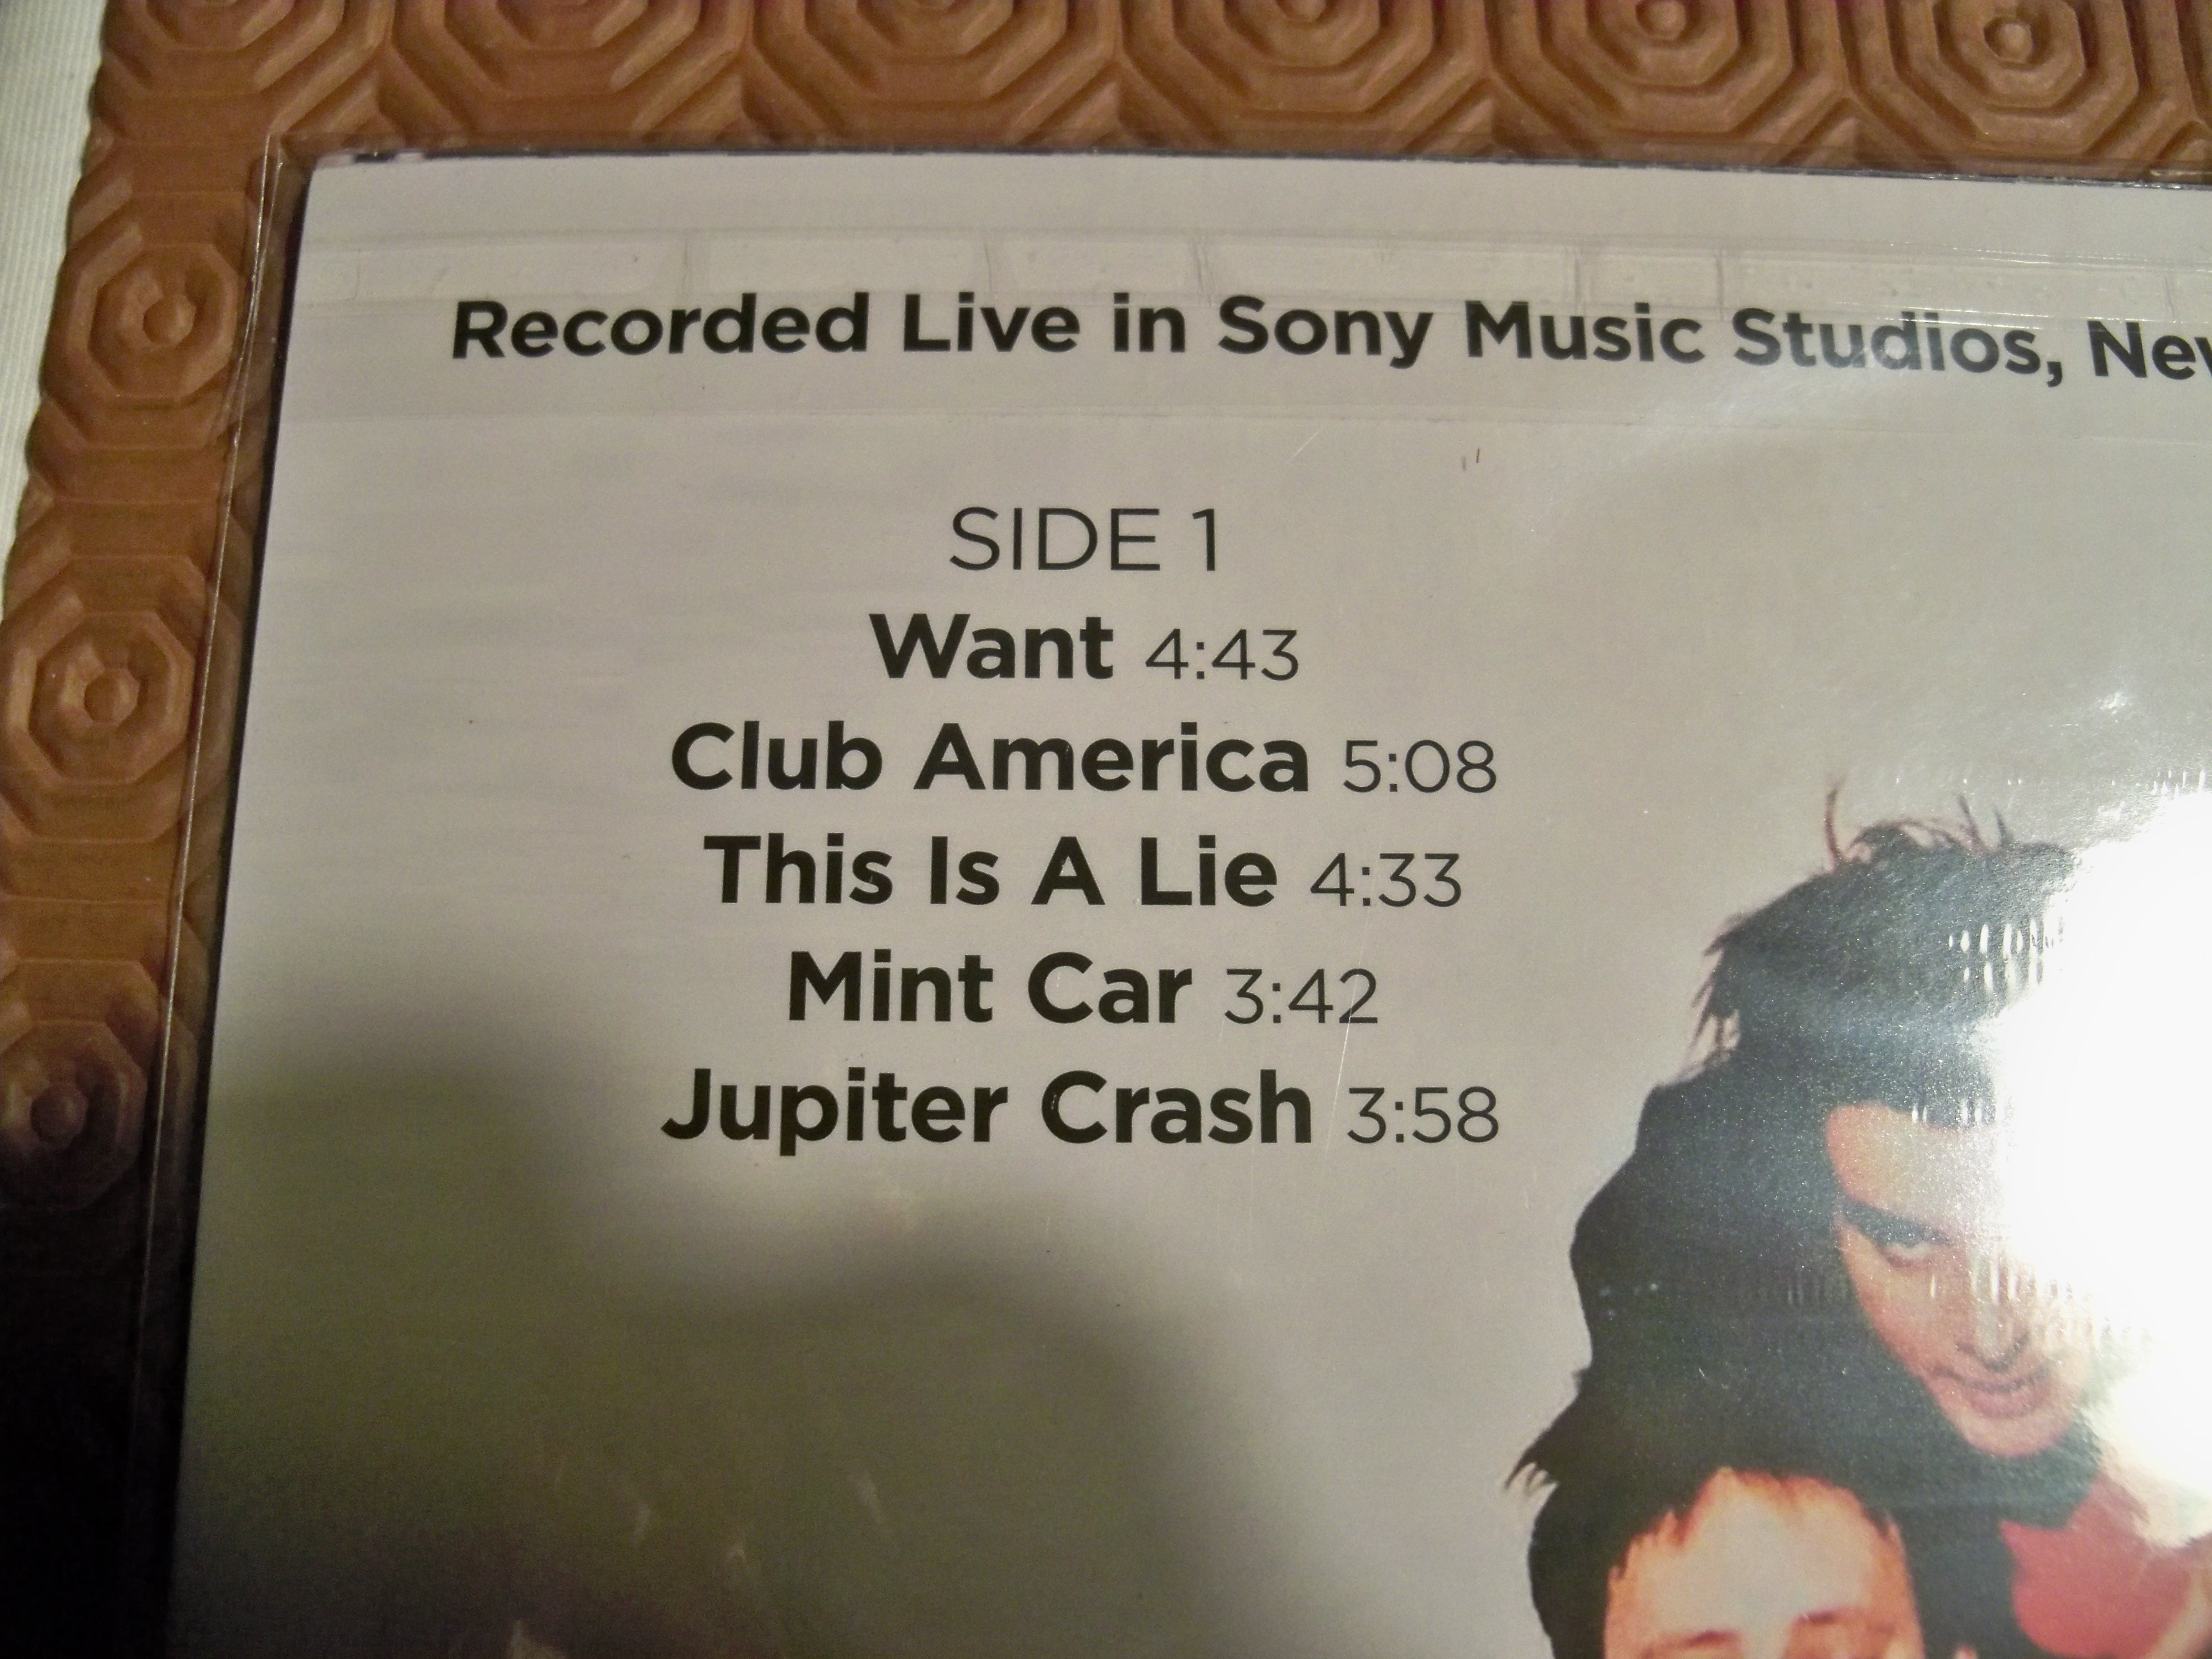 Recorded Live in Sony Music Studios,
SIDE 1
Want 4:43
Club America 5:08
This Is A Lie 4:33
Mint Car 3:42
Jupiter Crash 3:58